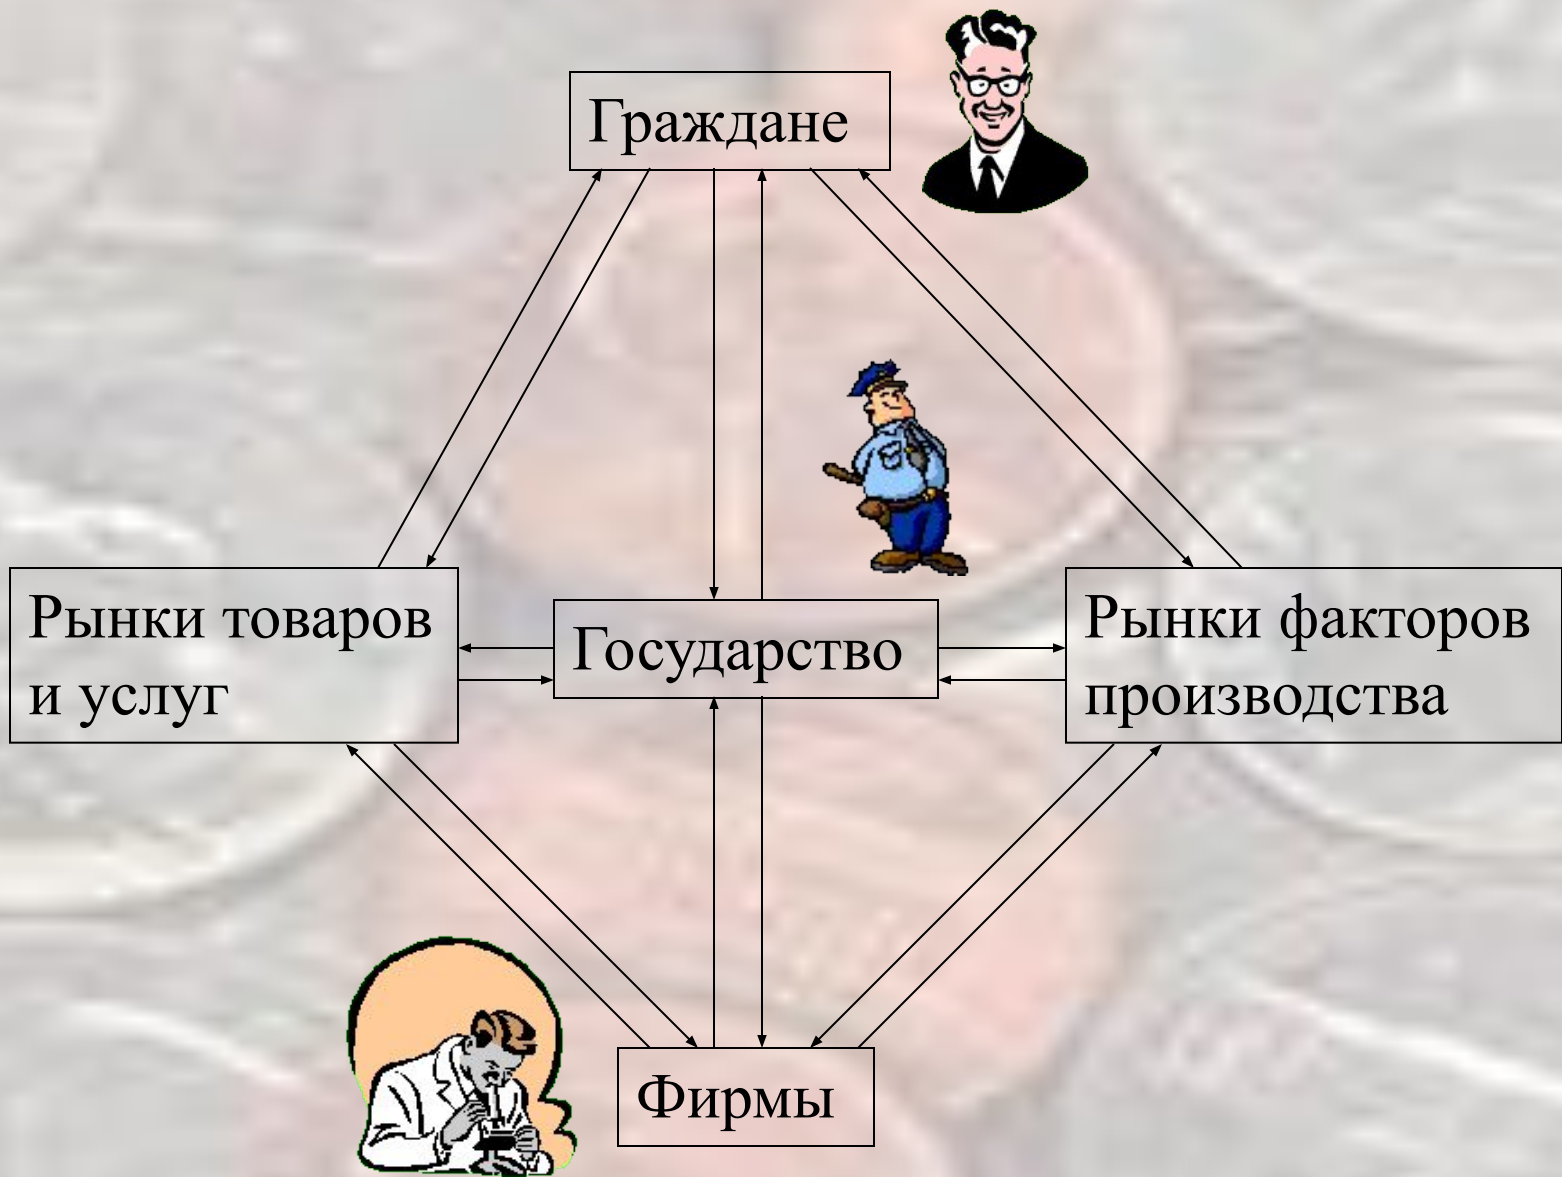 Граждане
Рынки товаров
и услуг
Государство
Рынки факторов
производства
Фирмы